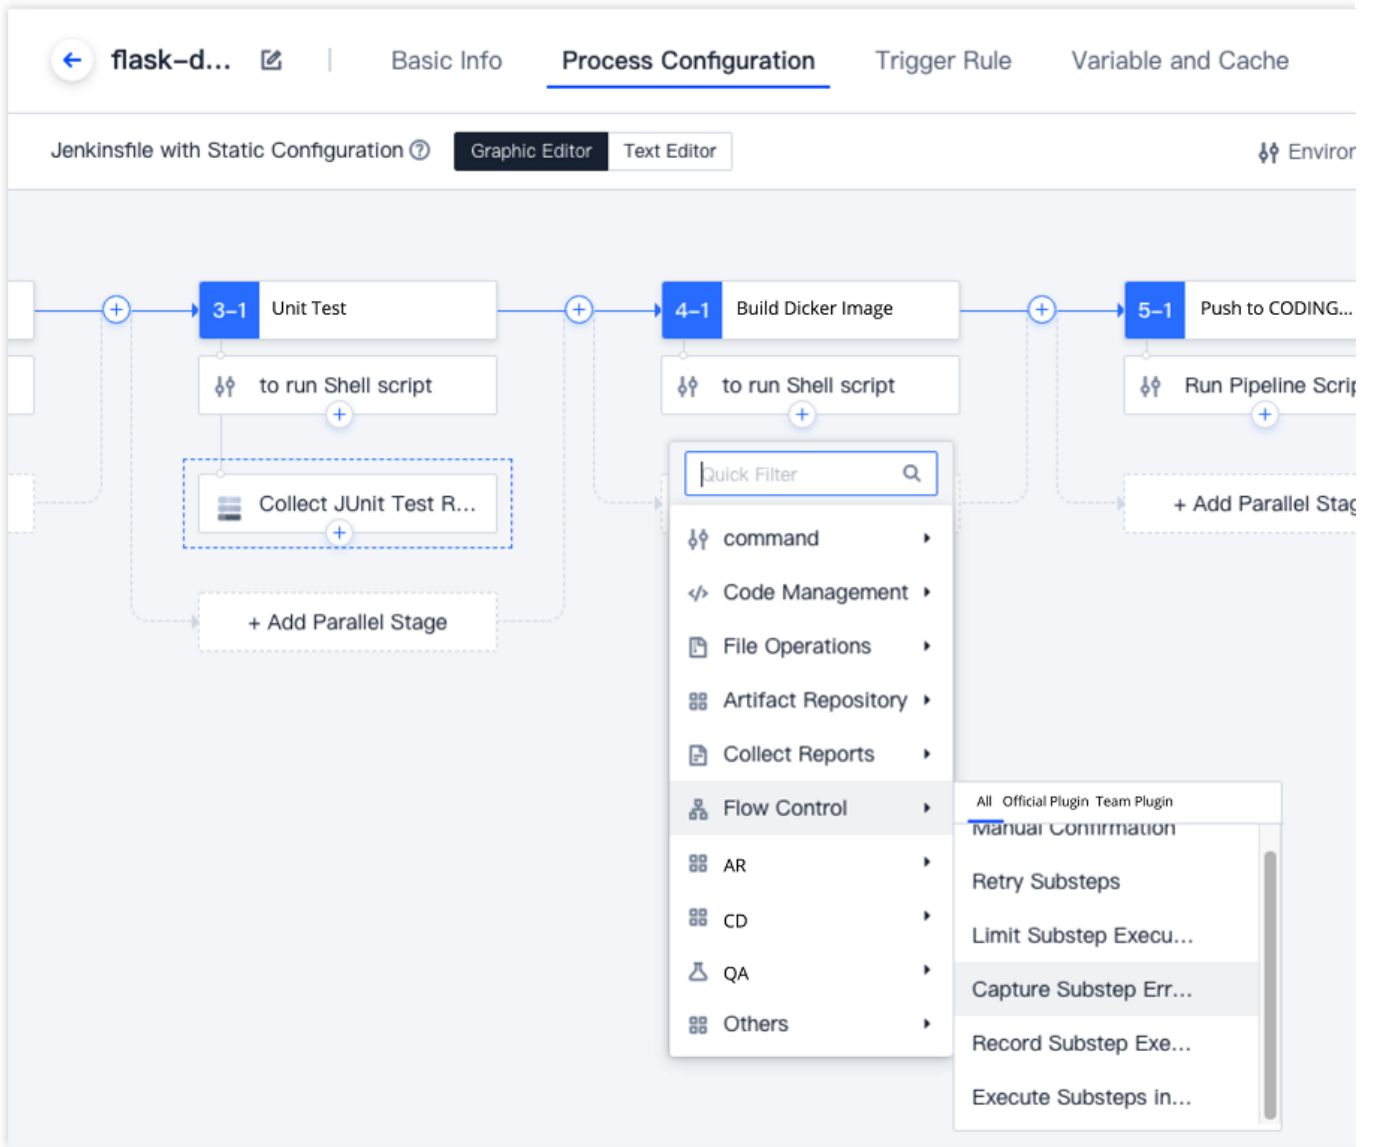 flask-d...
Basic Info
Process Configuration
Trigger Rule
Variable and Cache
Jenkinsfile with Static Configuration ?
Graphic Editor
Text Editor
Environ
3-1 Unit Test
4-1 Build Dicker Image
5-1 Push to CODING...
to run Shell script
to run Shell script
Run Pipeline Scrip
Collect JUnit Test R...
Quick Filter
+ Add Parallel Stag
command
Code Management
+ Add Parallel Stage
File Operations
Artifact Repository
Collect Reports
Flow Control
All Official Plugin Team Plugin
Manual Confirmation
AR
Retry Substeps
CD
Limit Substep Execu...
QA
Capture Substep Err...
Others
Record Substep Exe...
Execute Substeps in...